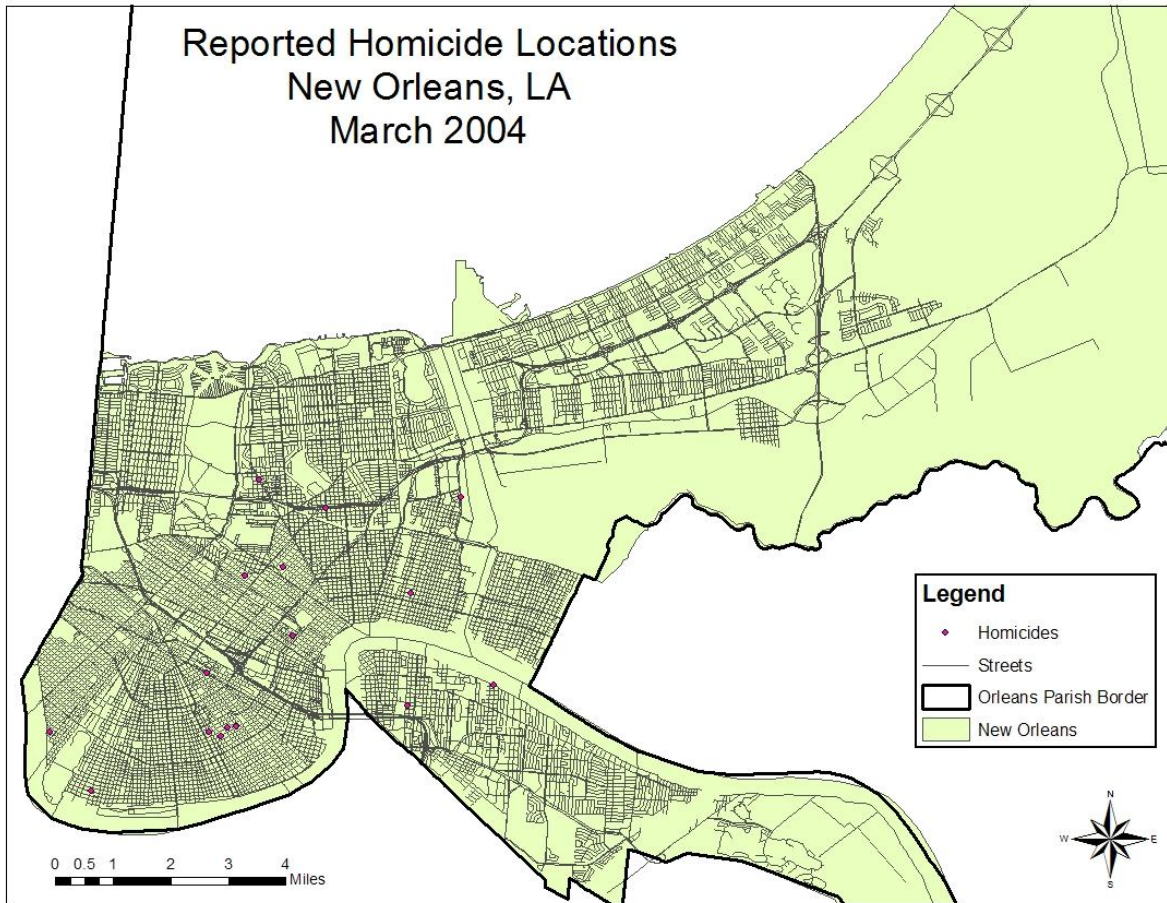 Reported Homicide Locations
New Orleans, LA
March 2004
Legend
Homicides
Streets
Orleans Parish Border
New Orleans
N
W E
S
0 0.5 1 2 3 4
Miles